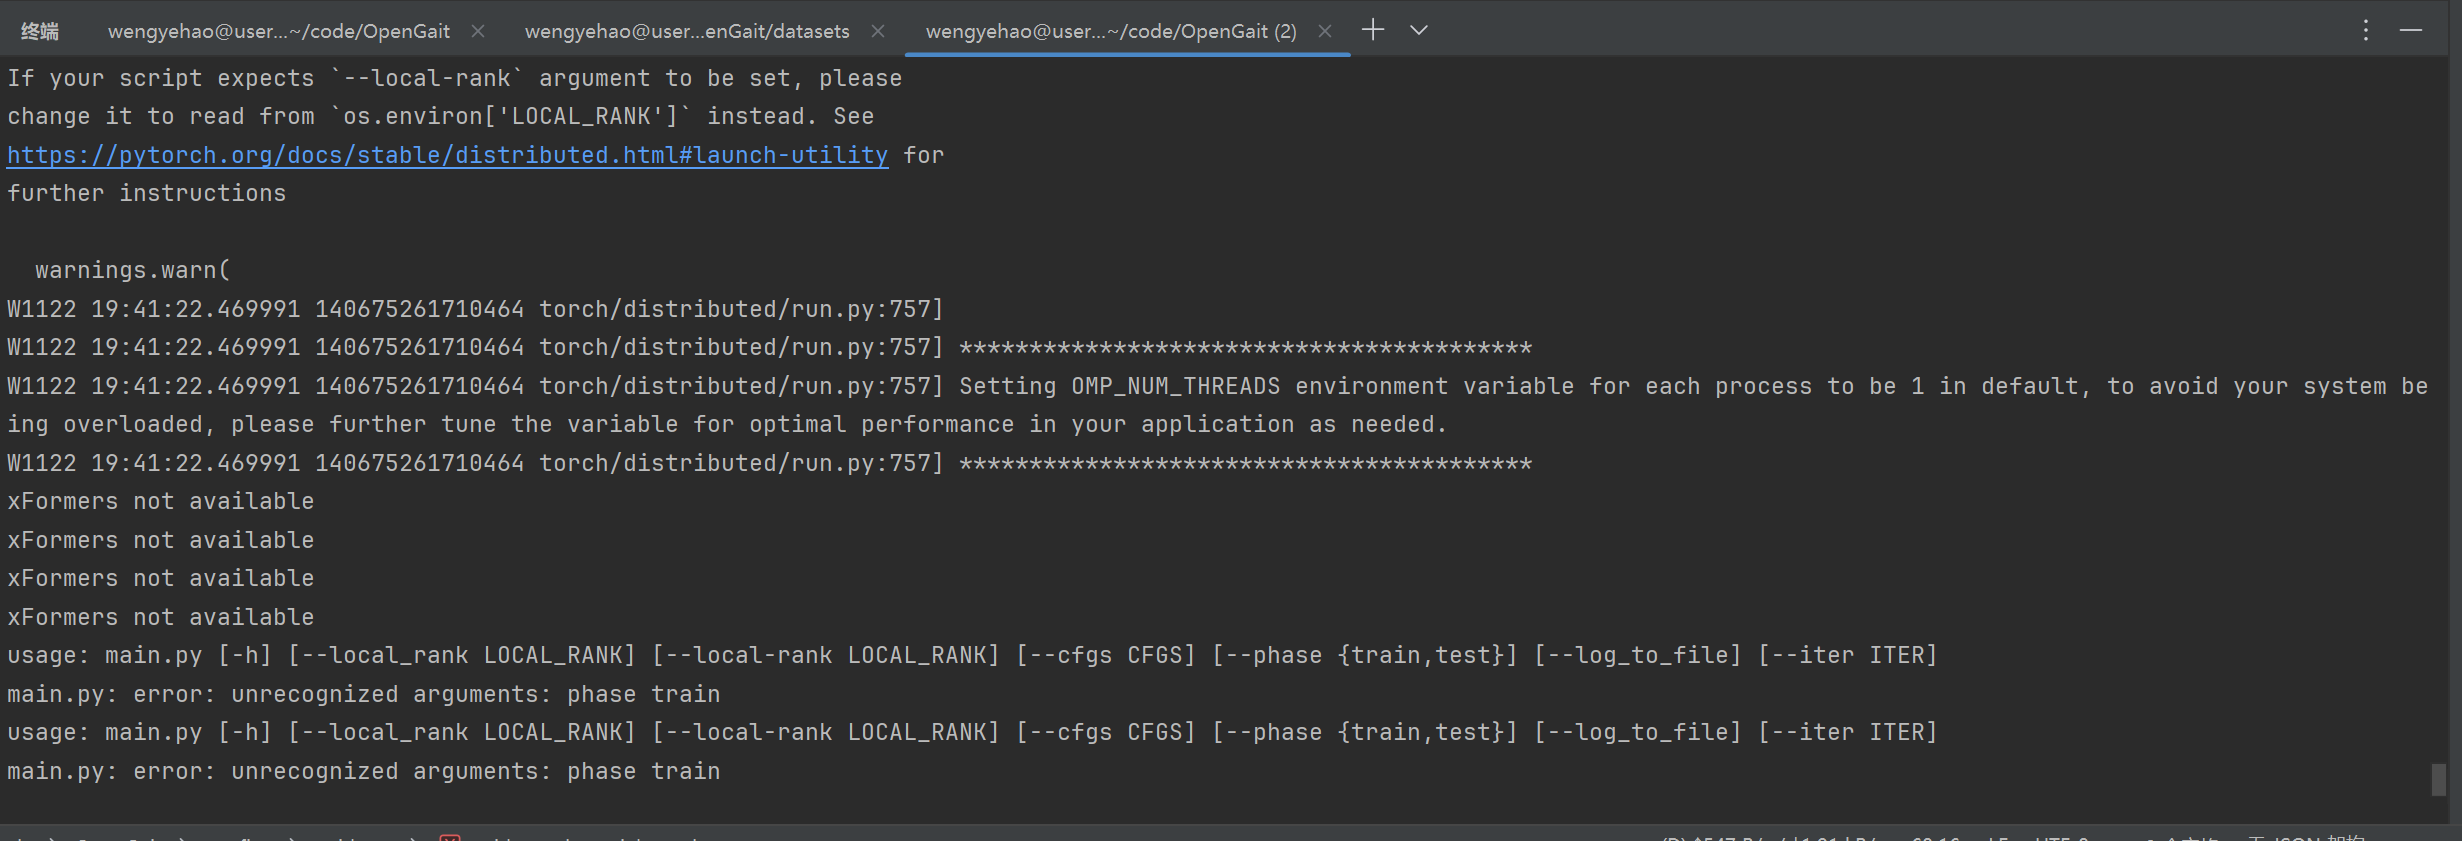 终端 wengyehao@user...~/code/OpenGait wengyehao@user...enGait/datasets wengyehao@user...~/code/OpenGait (2)
If your script expects `--local-rank` argument to be set, please
change it to read from `os.environ['LOCAL_RANK']` instead. See
https://pytorch.org/docs/stable/distributed.html#launch-utility for
further instructions
  warnings.warn(
W1122 19:41:22.469991 140675261710464 torch/distributed/run.py:757]
W1122 19:41:22.469991 140675261710464 torch/distributed/run.py:757] *****************************************
W1122 19:41:22.469991 140675261710464 torch/distributed/run.py:757] Setting OMP_NUM_THREADS environment variable for each process to be 1 in default, to avoid your system be
ing overloaded, please further tune the variable for optimal performance in your application as needed.
W1122 19:41:22.469991 140675261710464 torch/distributed/run.py:757] *****************************************
xFormers not available
xFormers not available
xFormers not available
xFormers not available
usage: main.py [-h] [--local_rank LOCAL_RANK] [--local-rank LOCAL_RANK] [--cfgs CFGS] [--phase {train,test}] [--log_to_file] [--iter ITER]
main.py: error: unrecognized arguments: phase train
usage: main.py [-h] [--local_rank LOCAL_RANK] [--local-rank LOCAL_RANK] [--cfgs CFGS] [--phase {train,test}] [--log_to_file] [--iter ITER]
main.py: error: unrecognized arguments: phase train